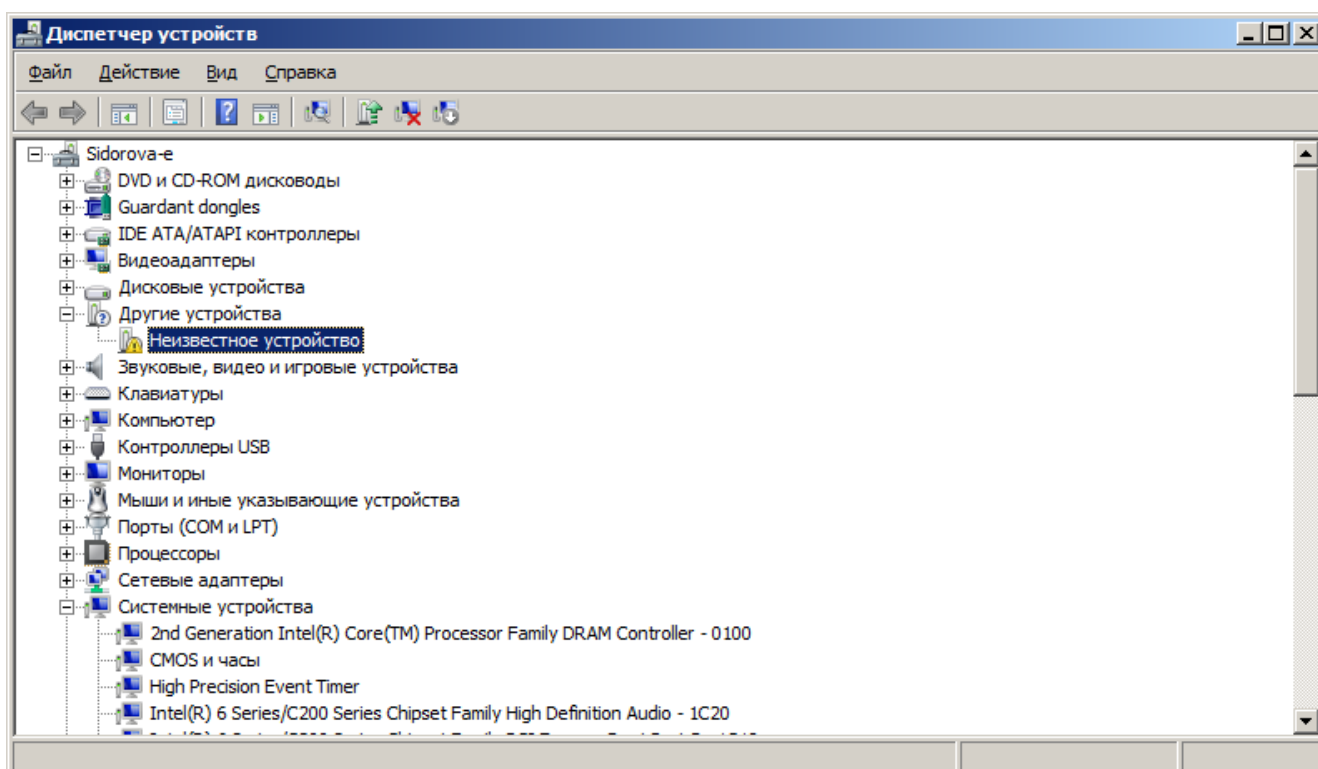 Диспетчер устройств
Файл Действие Вид Справка
Sidorova-e
DVD и CD-ROM дисководы
Guardant dongles
IDE ATA/ATAPI контроллеры
Видеоадаптеры
Дисковые устройства
Другие устройства
Неизвестное устройство
Звуковые, видео и игровые устройства
Клавиатуры
Компьютер
Контроллеры USB
Мониторы
Мыши и иные указывающие устройства
Порты (COM и LPT)
Процессоры
Сетевые адаптеры
Системные устройства
2nd Generation Intel(R) Core(TM) Processor Family DRAM Controller - 0100
CMOS и часы
High Precision Event Timer
Intel(R) 6 Series/C200 Series Chipset Family High Definition Audio - 1C20